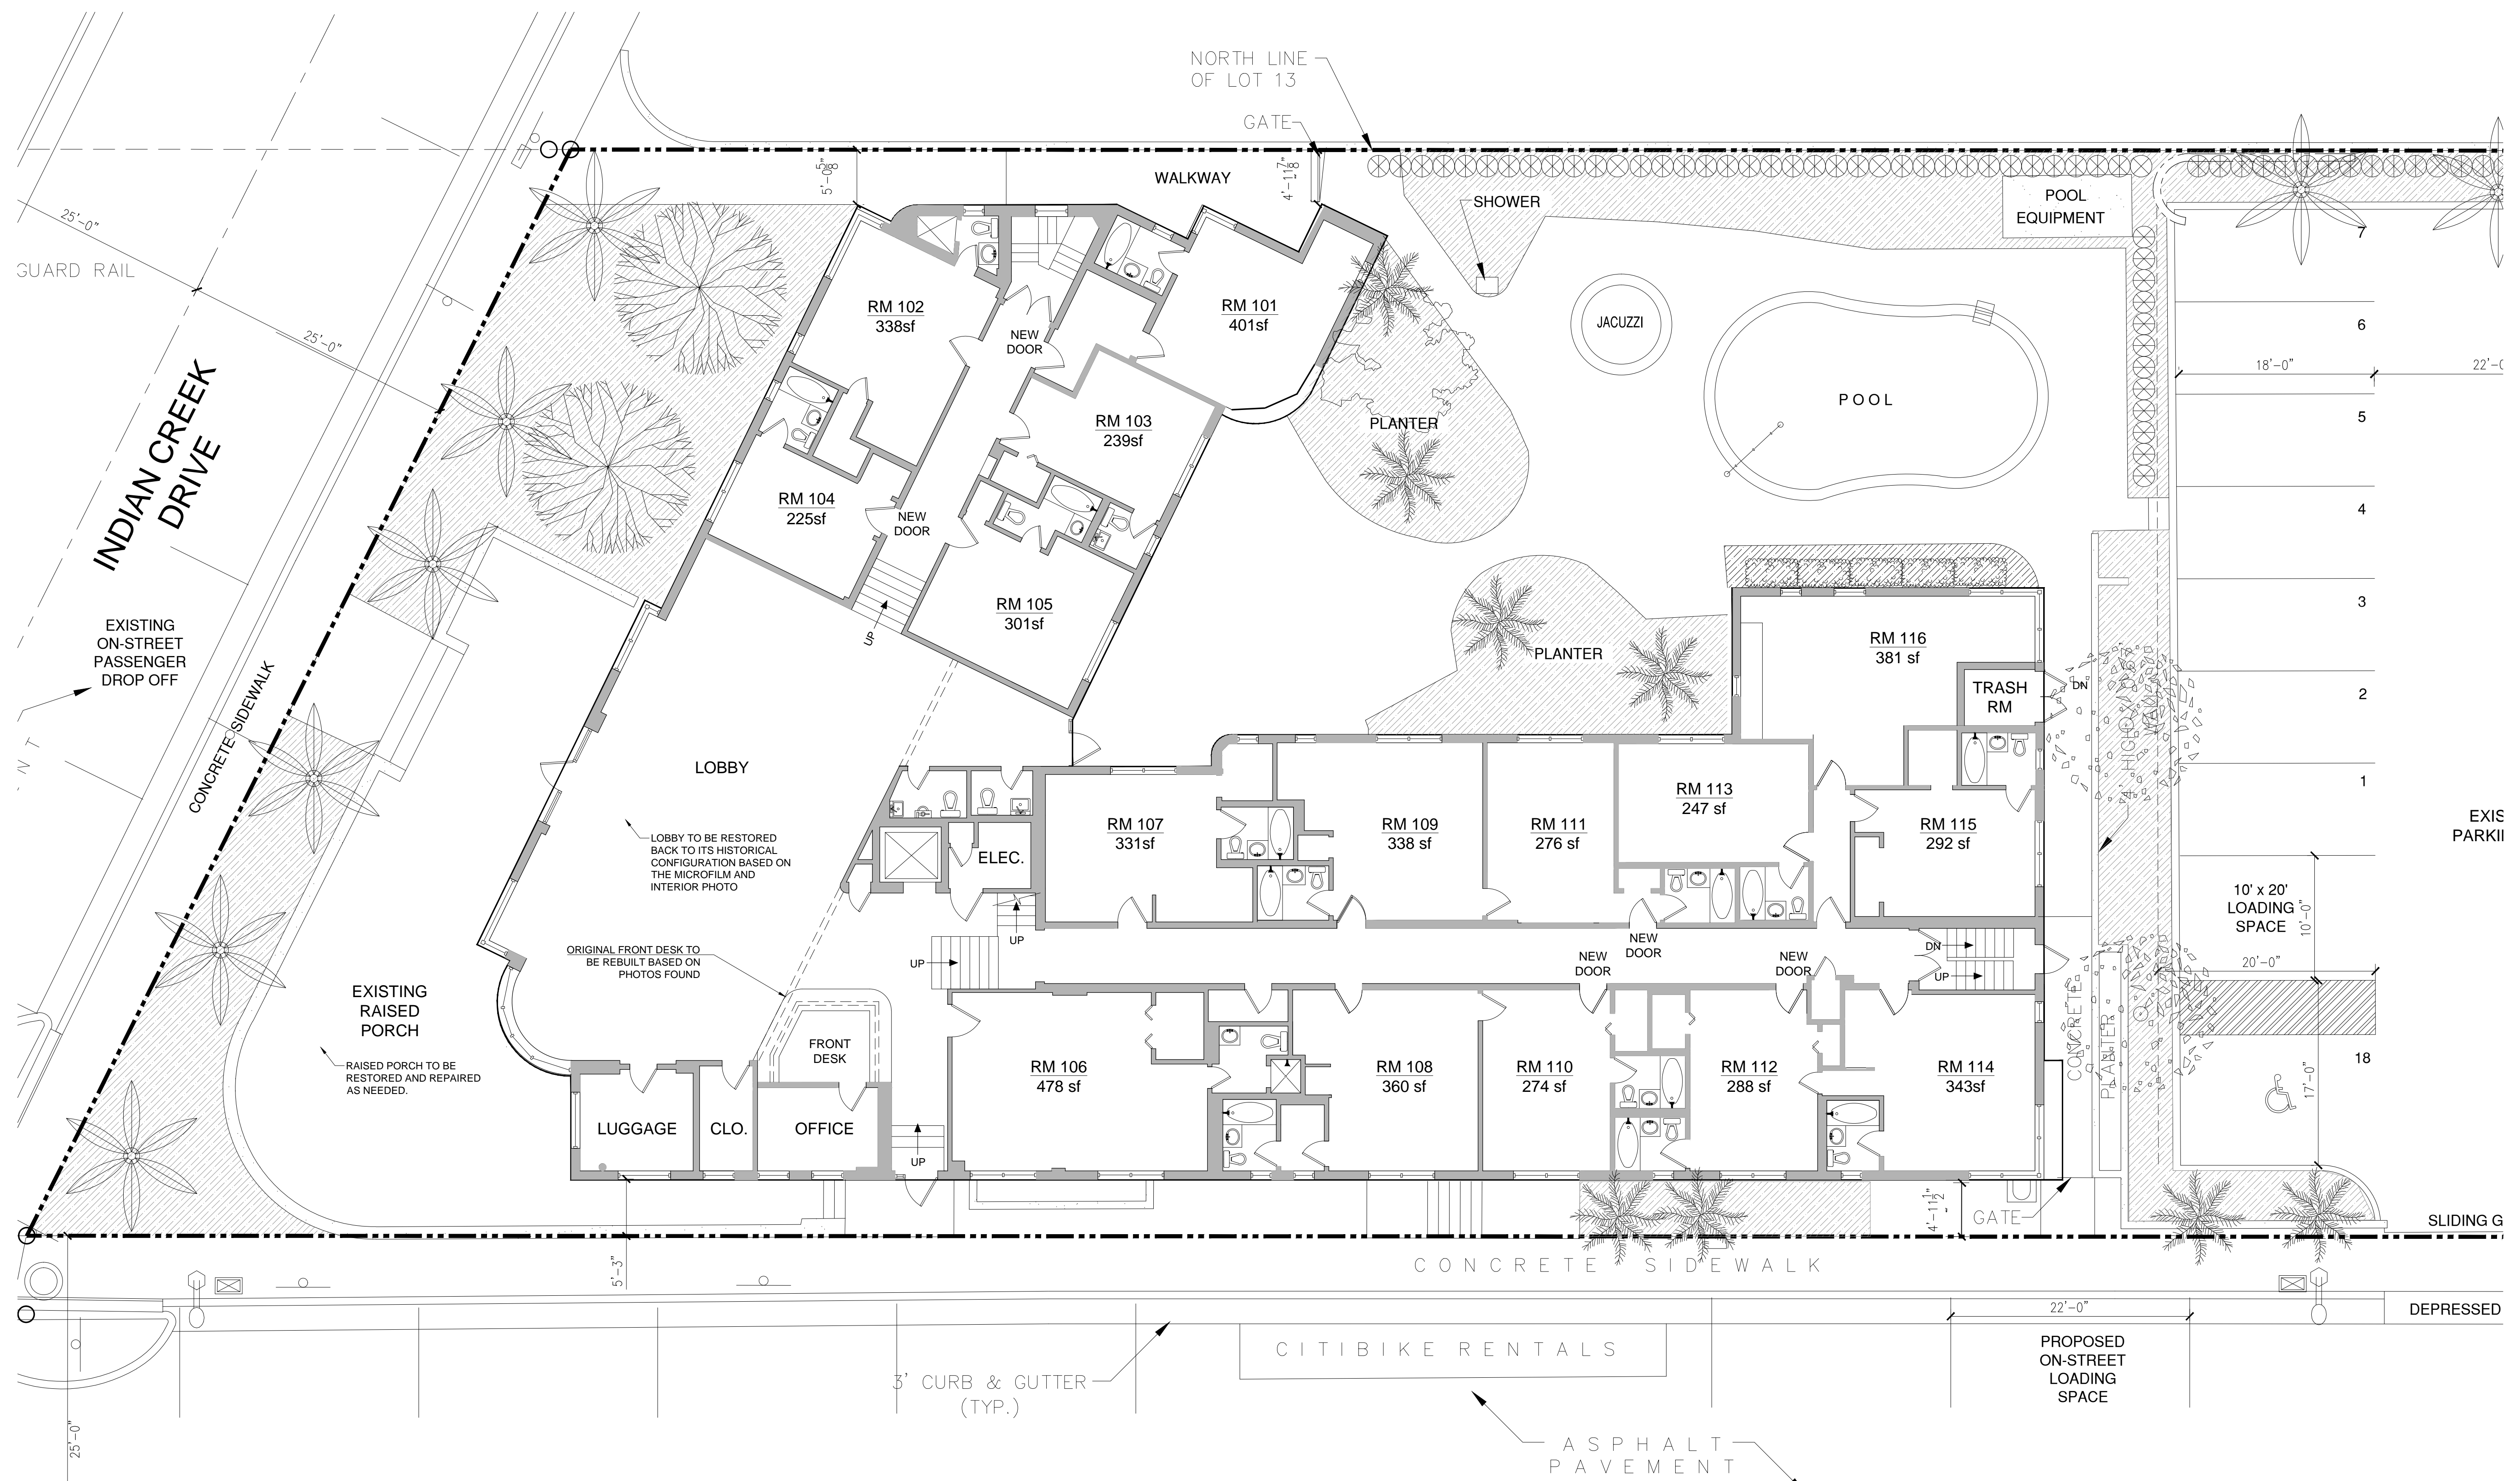 NORTH LINE
OF LOT 13
GATE
5'-0 5/8"
4'-11 7/8"
WALKWAY
SHOWER
POOL
EQUIPMENT
7
25'-0"
GUARD RAIL
25'-0"
RM 102
338sf
NEW
DOOR
RM 101
401sf
JACUZZI
6
18'-0"
22'-0
POOL
5
PLANTER
RM 103
239sf
INDIAN CREEK
DRIVE
RM 104
225sf
NEW
DOOR
4
RM 105
301sf
UP
3
EXISTING
ON-STREET
PASSENGER
DROP OFF
CONCRETE SIDEWALK
PLANTER
RM 116
381 sf
TRASH
RM
DN
2
LOBBY
1
RM 113
247 sf
RM 107
331sf
RM 109
338 sf
RM 111
276 sf
RM 115
292 sf
EXIS
PARKI
LOBBY TO BE RESTORED
BACK TO ITS HISTORICAL
CONFIGURATION BASED ON
THE MICROFILM AND
INTERIOR PHOTO
ELEC.
10' x 20'
LOADING
SPACE
10'-0"
ORIGINAL FRONT DESK TO
BE REBUILT BASED ON
PHOTOS FOUND
UP
UP
NEW
DOOR
NEW
DOOR
NEW
DOOR
DN
UP
20'-0"
EXISTING
RAISED
PORCH
FRONT
DESK
RAISED PORCH TO BE
RESTORED AND REPAIRED
AS NEEDED.
RM 106
478 sf
RM 108
360 sf
RM 110
274 sf
RM 112
288 sf
RM 114
343sf
CONCRETE
PLANTER
18
17'-0"
LUGGAGE
CLO.
OFFICE
UP
4'-11 1/2"
GATE
SLIDING G
5'-3"
CONCRETE SIDEWALK
22'-0"
DEPRESSED
CITIBIKE RENTALS
PROPOSED
ON-STREET
LOADING
SPACE
3' CURB & GUTTER
(TYP.)
25'-0"
ASPHALT
PAVEMENT